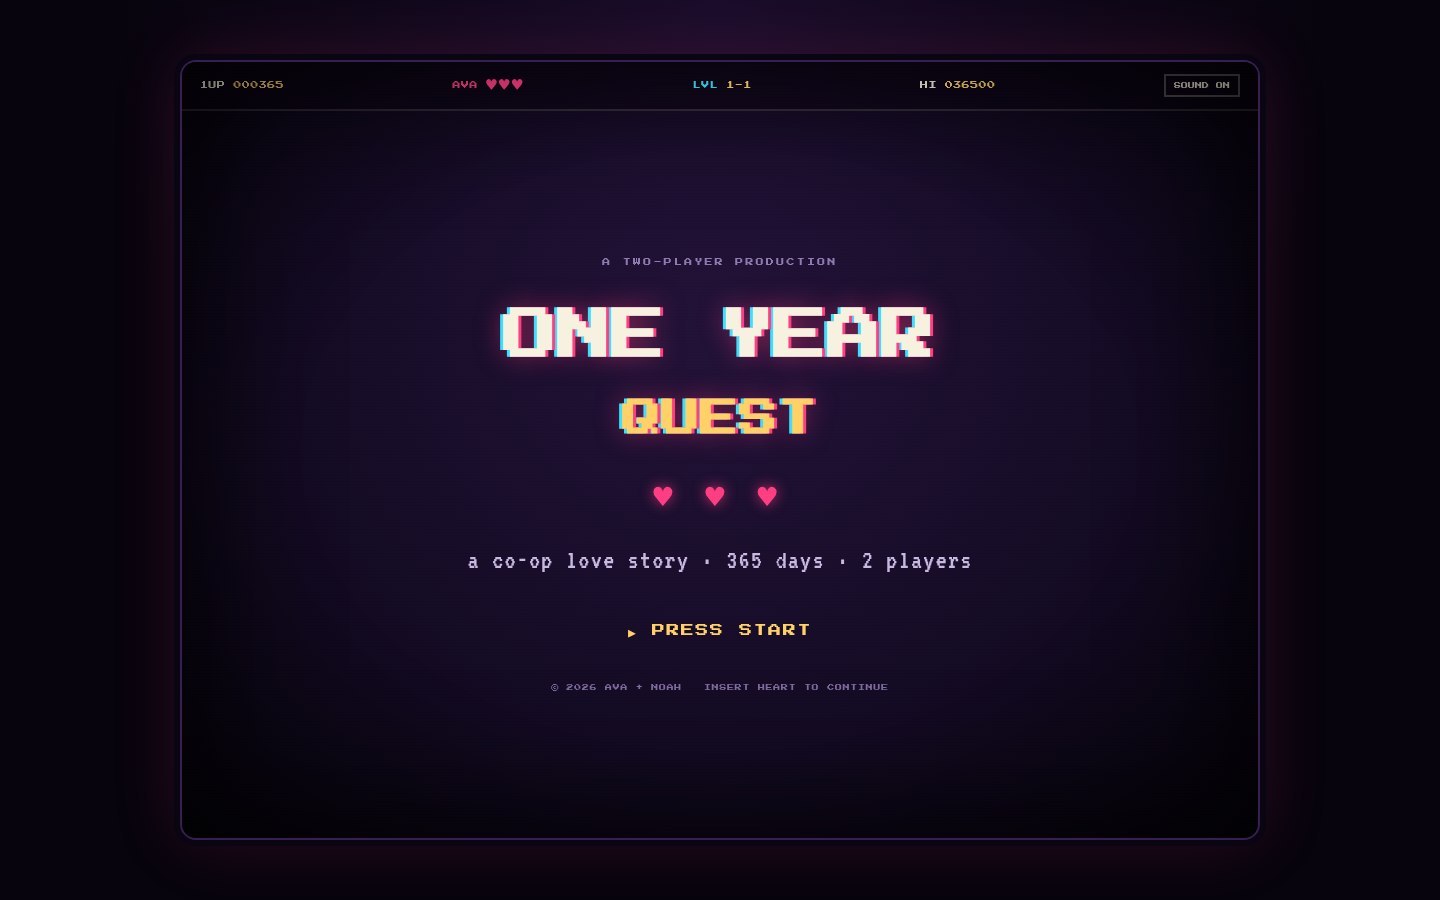 1UP 000365 AVA ♥♥♥ LVL 1-1 HI 036500 SOUND ON
A TWO-PLAYER PRODUCTION
ONE YEAR
QUEST
♥ ♥ ♥
a co-op love story · 365 days · 2 players
▶ PRESS START
© 2026 AVA + NOAH INSERT HEART TO CONTINUE